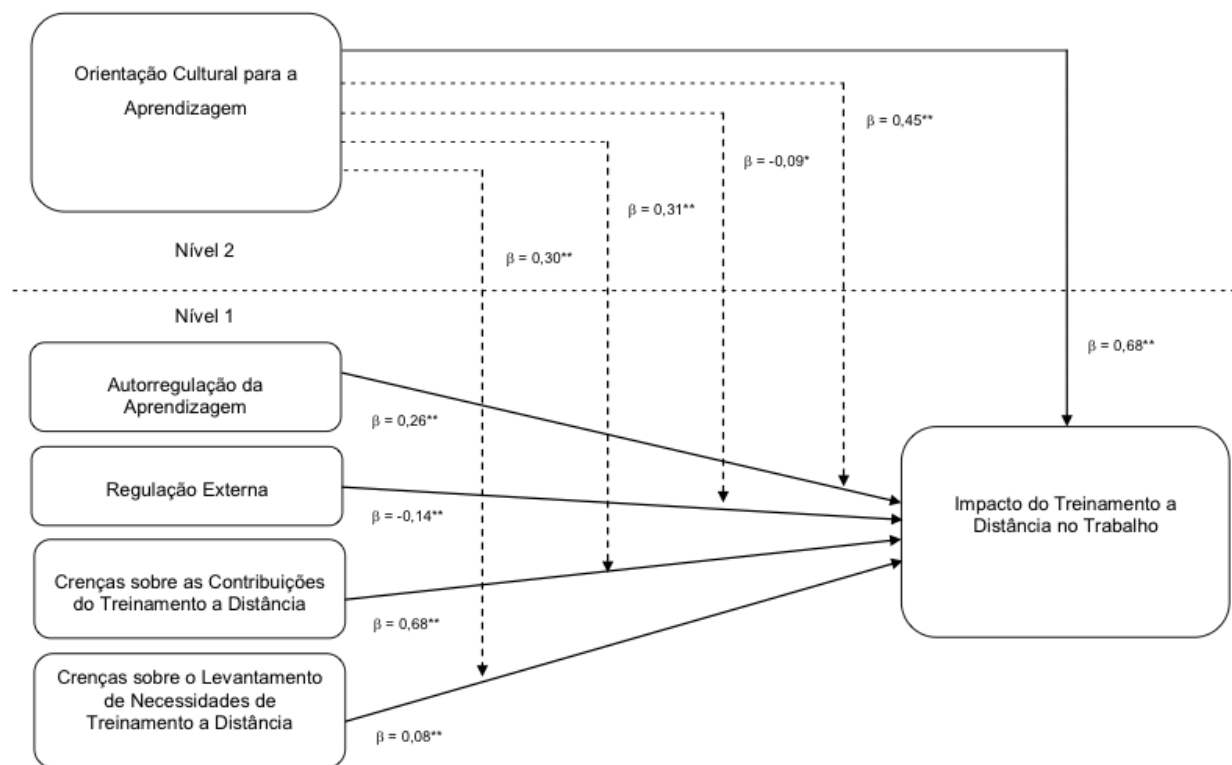 Orientação Cultural para a
Aprendizagem
β = 0,45**
β = -0,09*
β = 0,31**
β = 0,30**
Nível 2
Nível 1
β = 0,68**
Autorregulação da
Aprendizagem
β = 0,26**
Regulação Externa
β = -0,14**
Crenças sobre as Contribuições
do Treinamento a Distância
β = 0,68**
Crenças sobre o Levantamento
de Necessidades de
Treinamento a Distância
β = 0,08**
Impacto do Treinamento a
Distância no Trabalho